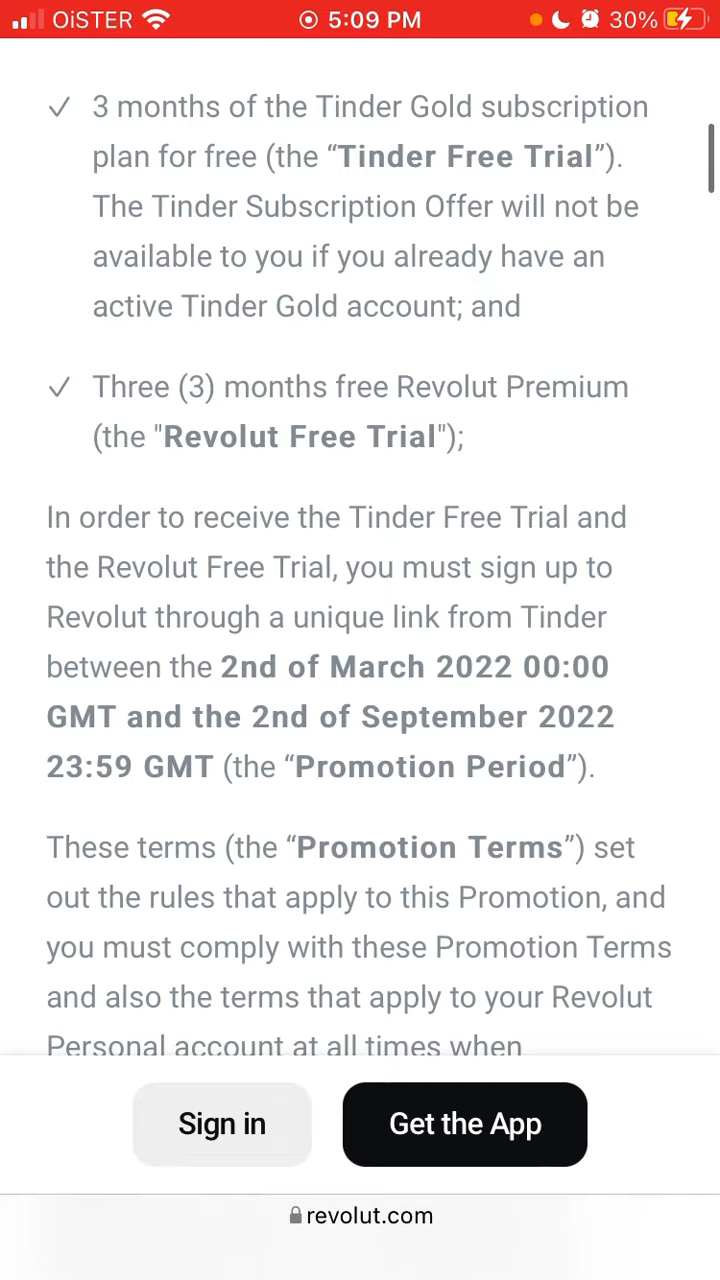 OiSTER 5:09 PM 30%
3 months of the Tinder Gold subscription
plan for free (the “Tinder Free Trial”).
The Tinder Subscription Offer will not be
available to you if you already have an
active Tinder Gold account; and
Three (3) months free Revolut Premium
(the "Revolut Free Trial");
In order to receive the Tinder Free Trial and
the Revolut Free Trial, you must sign up to
Revolut through a unique link from Tinder
between the 2nd of March 2022 00:00
GMT and the 2nd of September 2022
23:59 GMT (the “Promotion Period”).
These terms (the “Promotion Terms”) set
out the rules that apply to this Promotion, and
you must comply with these Promotion Terms
and also the terms that apply to your Revolut
Personal account at all times when
Sign in Get the App
revolut.com